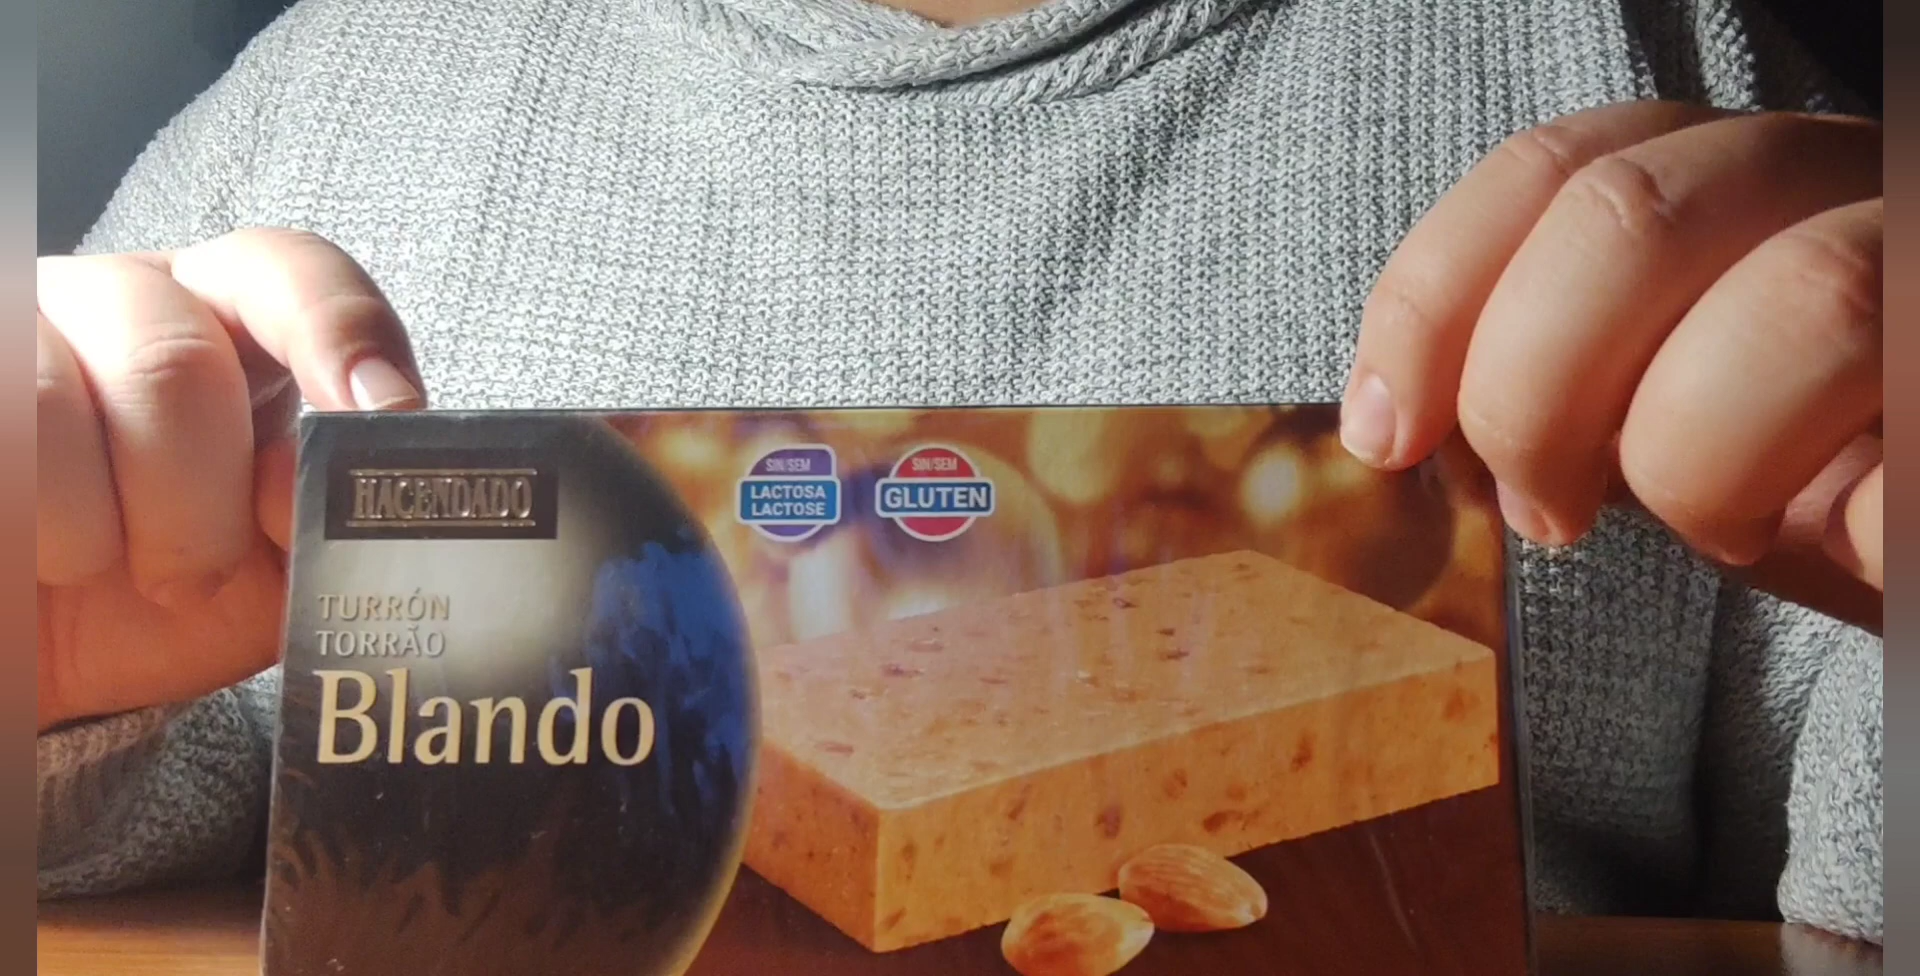 HACENDADO
SIN/SEM
LACTOSA
LACTOSE
SIN/SEM
GLUTEN
TURRÓN
TORRÃO
Blando